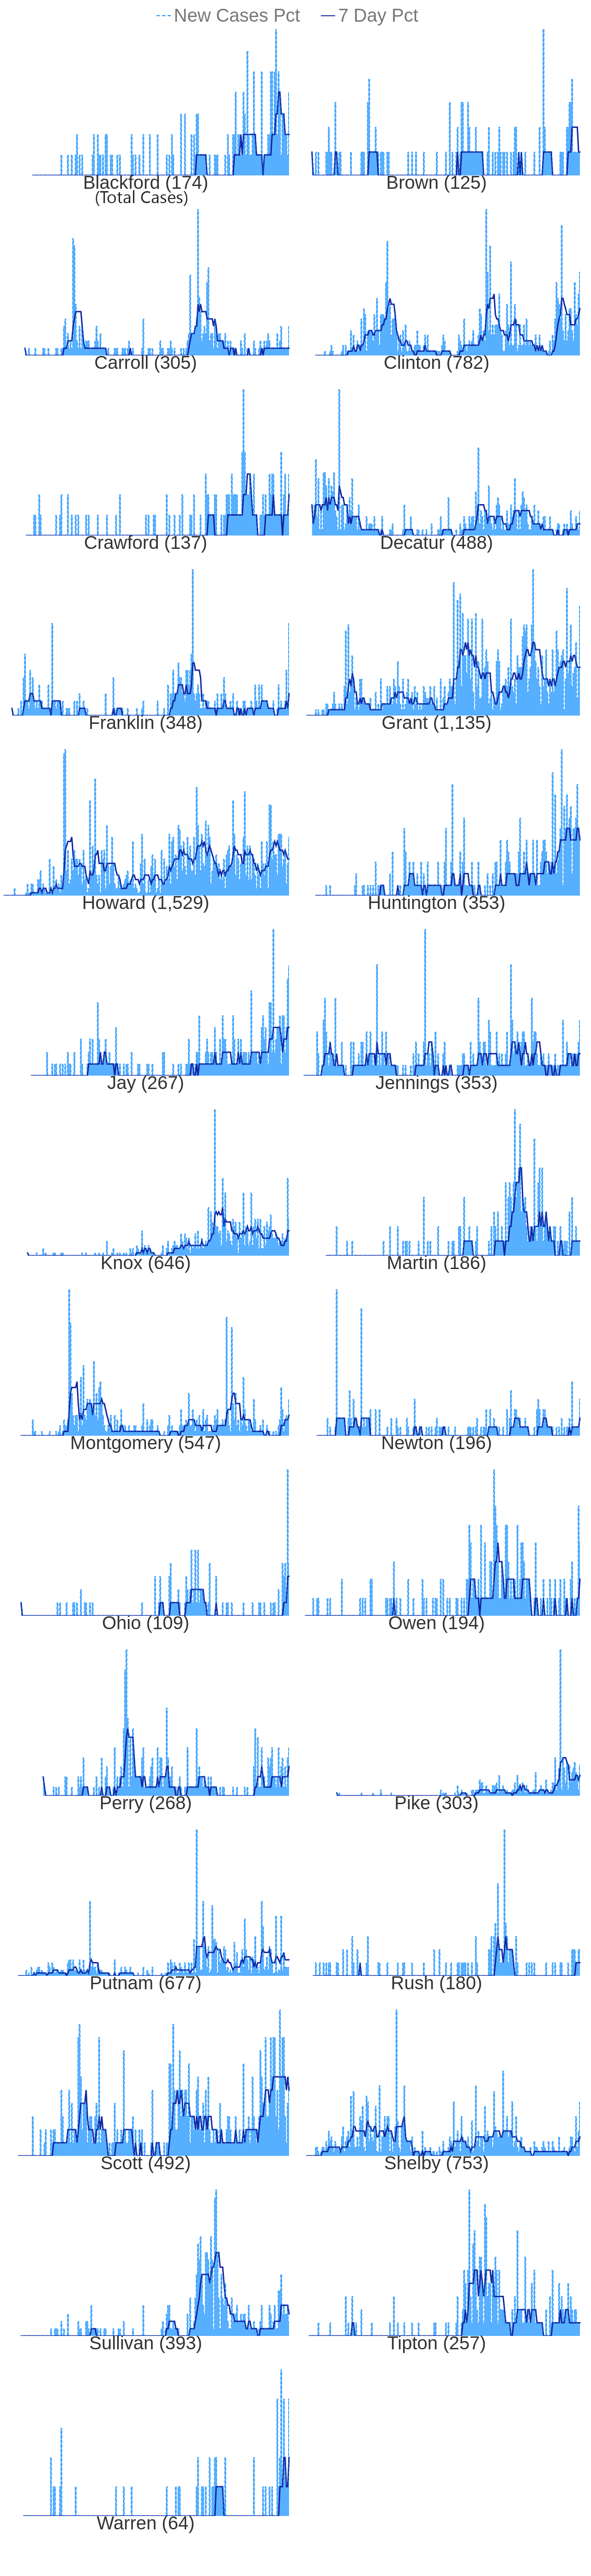 New Cases Pct 7 Day Pct
Blackford (174) Brown (125)
(Total Cases)
Carroll (305) Clinton (782)
Crawford (137) Decatur (488)
Franklin (348) Grant (1,135)
Howard (1,529) Huntington (353)
Jay (267) Jennings (353)
Knox (646) Martin (186)
Montgomery (547) Newton (196)
Ohio (109) Owen (194)
Perry (268) Pike (303)
Putnam (677) Rush (180)
Scott (492) Shelby (753)
Sullivan (393) Tipton (257)
Warren (64)